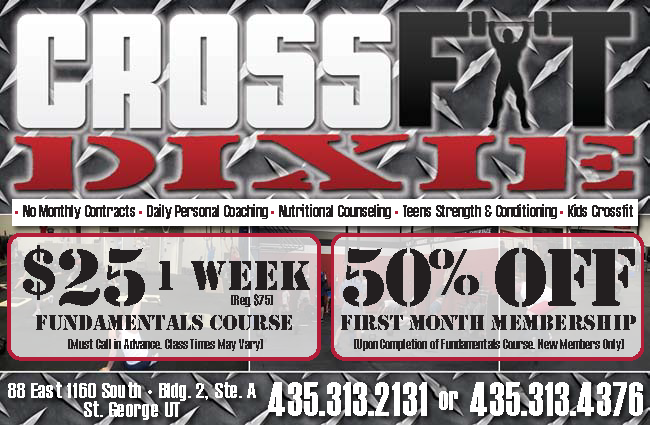 CROSSFIT
DIXIE
• No Monthly Contracts • Daily Personal Coaching • Nutritional Counseling • Teens Strength & Conditioning • Kids Crossfit
$25 1 WEEK
(Reg. $75)
FUNDAMENTALS COURSE
(Must Call in Advance. Class Times May Vary)
50% OFF
FIRST MONTH MEMBERSHIP
(Upon Completion of Fundamentals Course. New Members Only)
88 East 1160 South • Bldg. 2, Ste. A
St. George UT
435.313.2131 or 435.313.4376